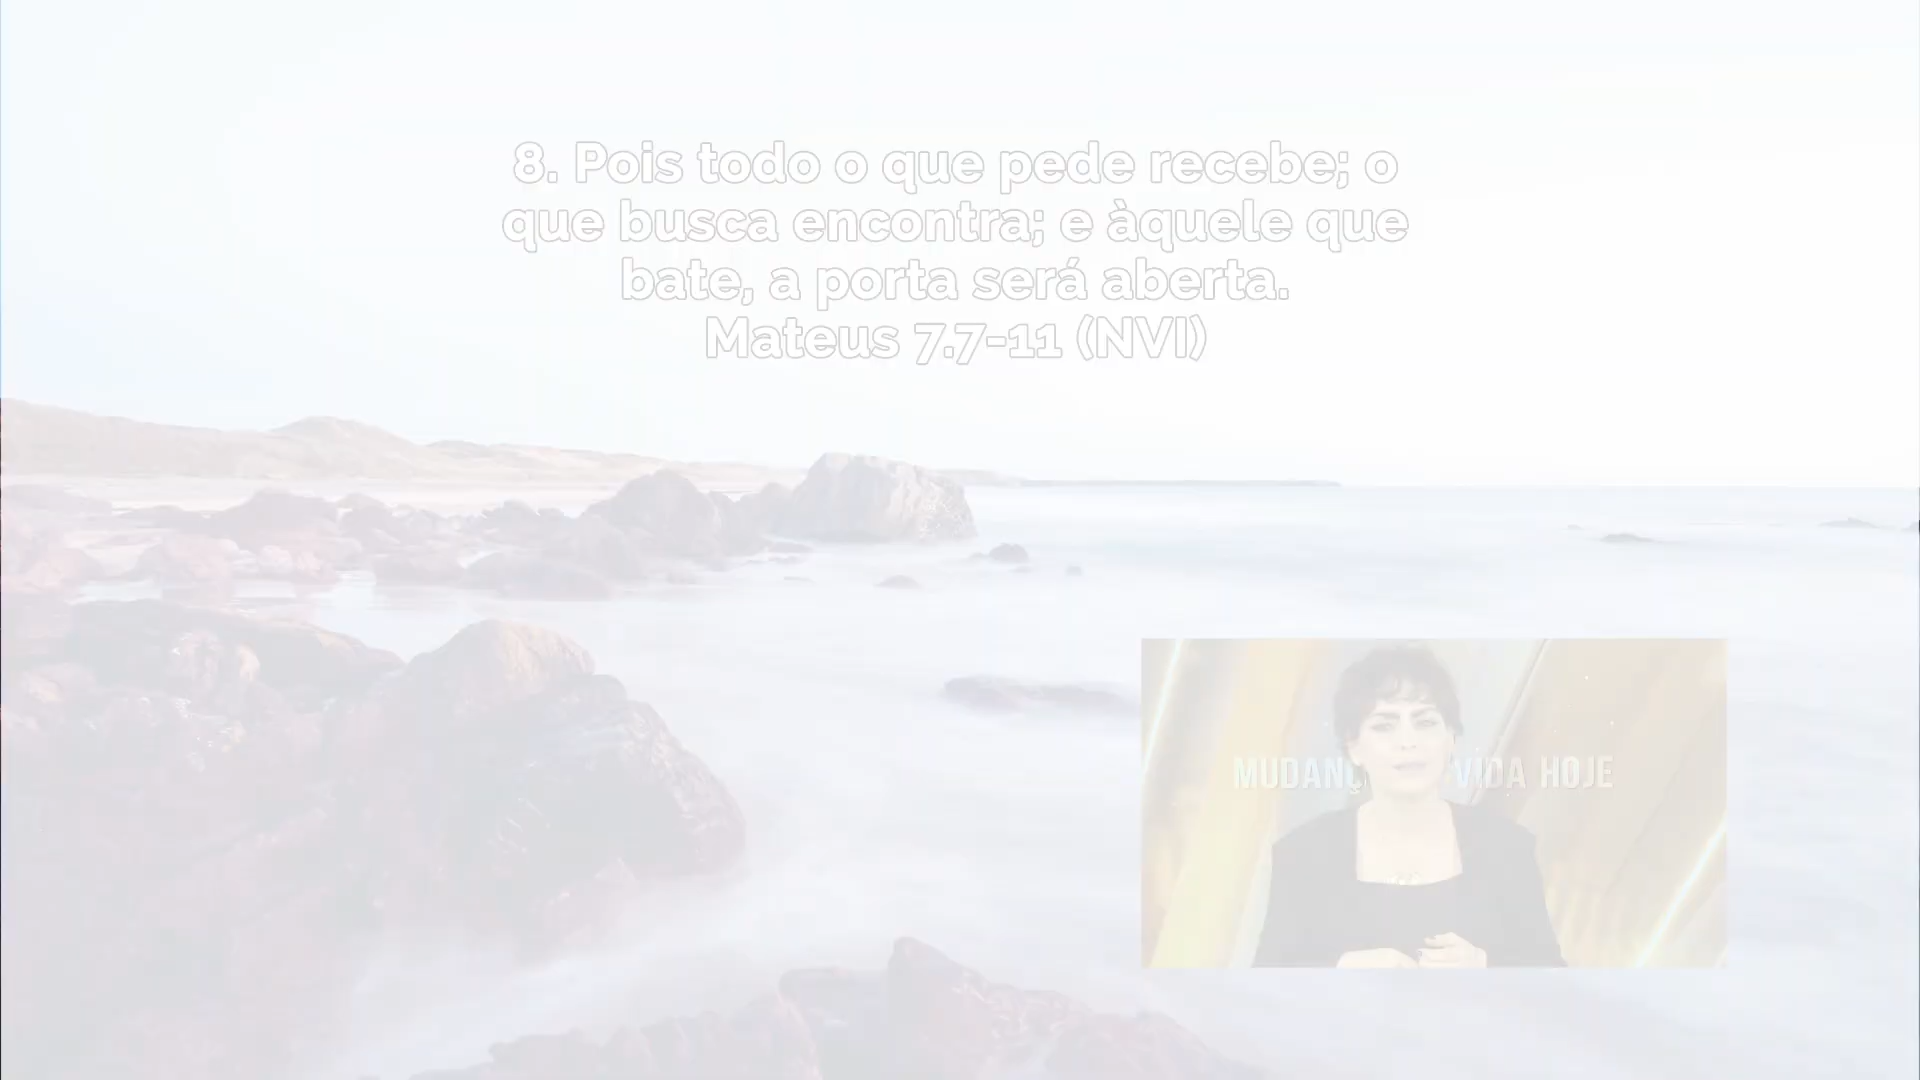 8. Pois todo o que pede recebe; o
que busca encontra; e àquele que
bate, a porta será aberta.
Mateus 7.7-11 (NVI)
VIDA HOJE